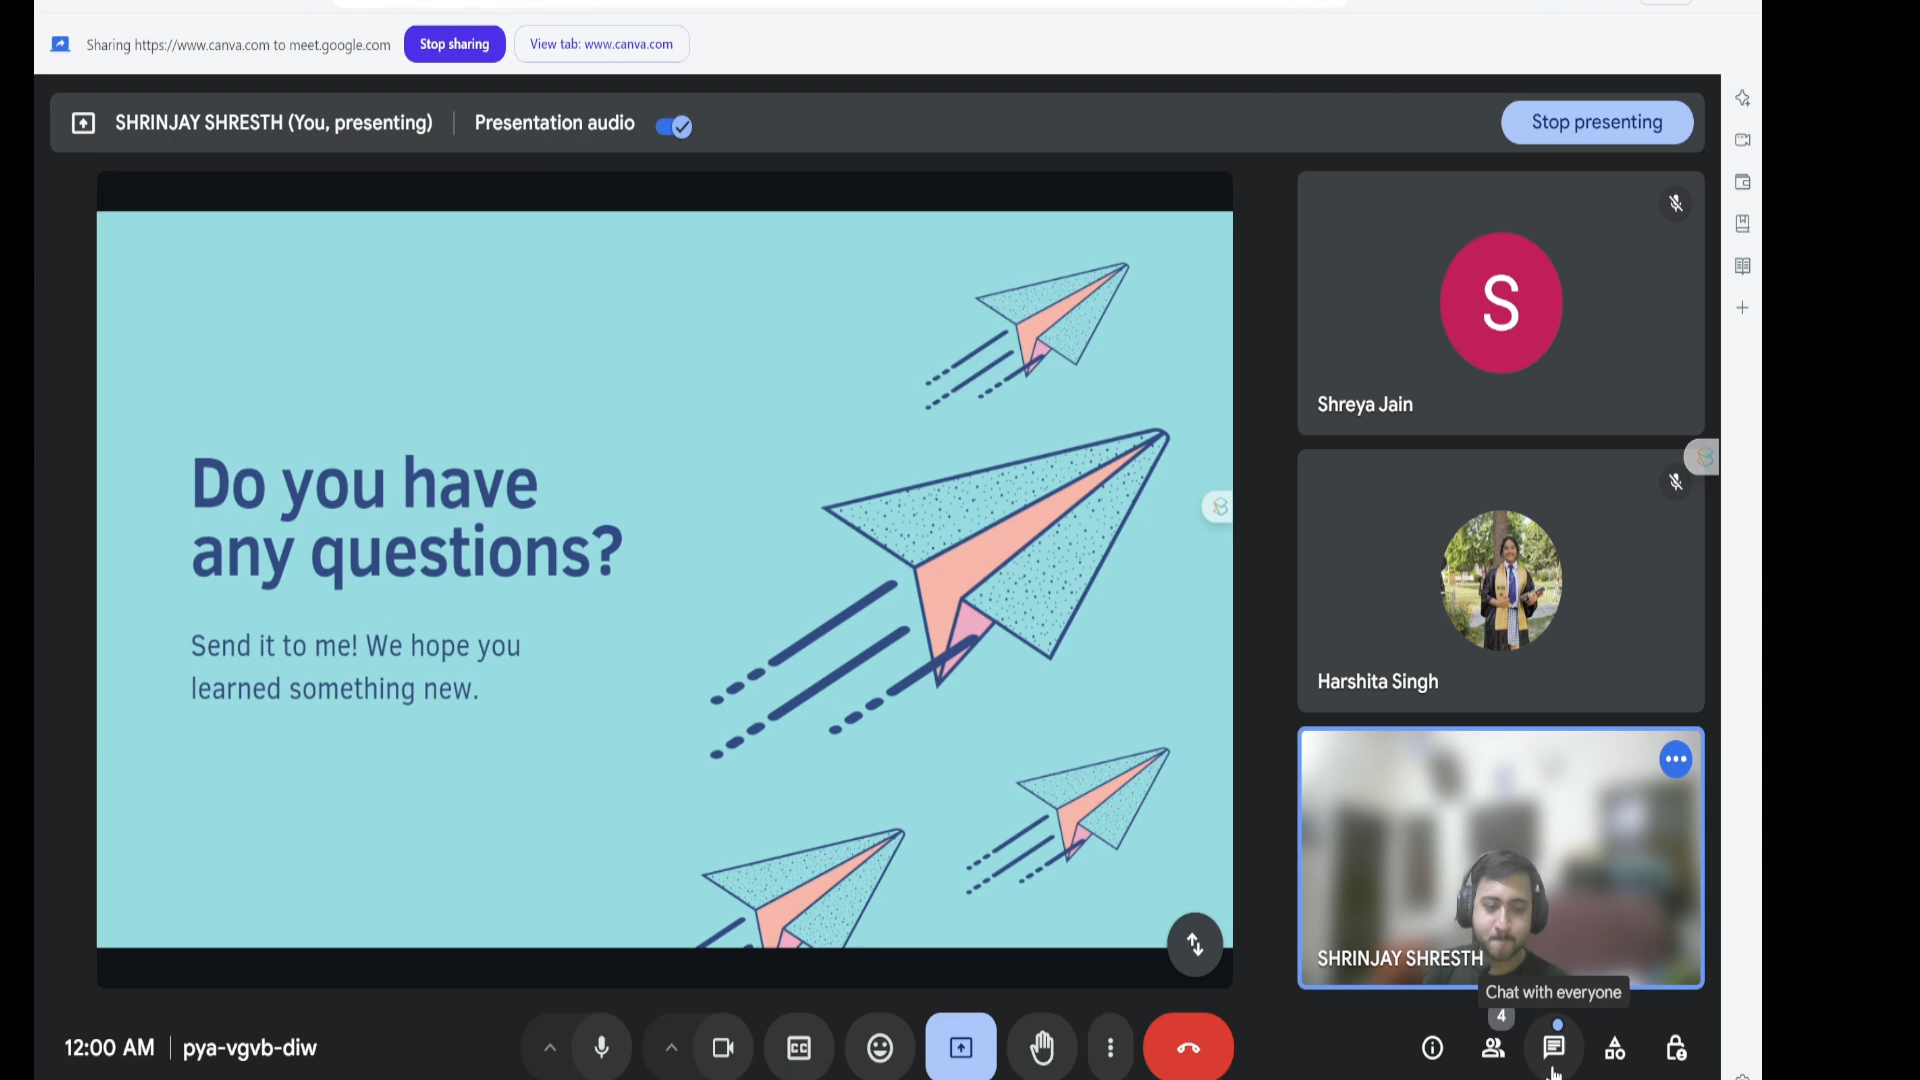 Sharing https://www.canva.com to meet.google.com
Stop sharing
View tab: www.canva.com
SHRINJAY SHRESTH (You, presenting)
Presentation audio
Stop presenting
Do you have
any questions?
Send it to me! We hope you
learned something new.
S
Shreya Jain
Harshita Singh
SHRINJAY SHRESTH
Chat with everyone
4
12:00 AM
pya-vgvb-diw
CC